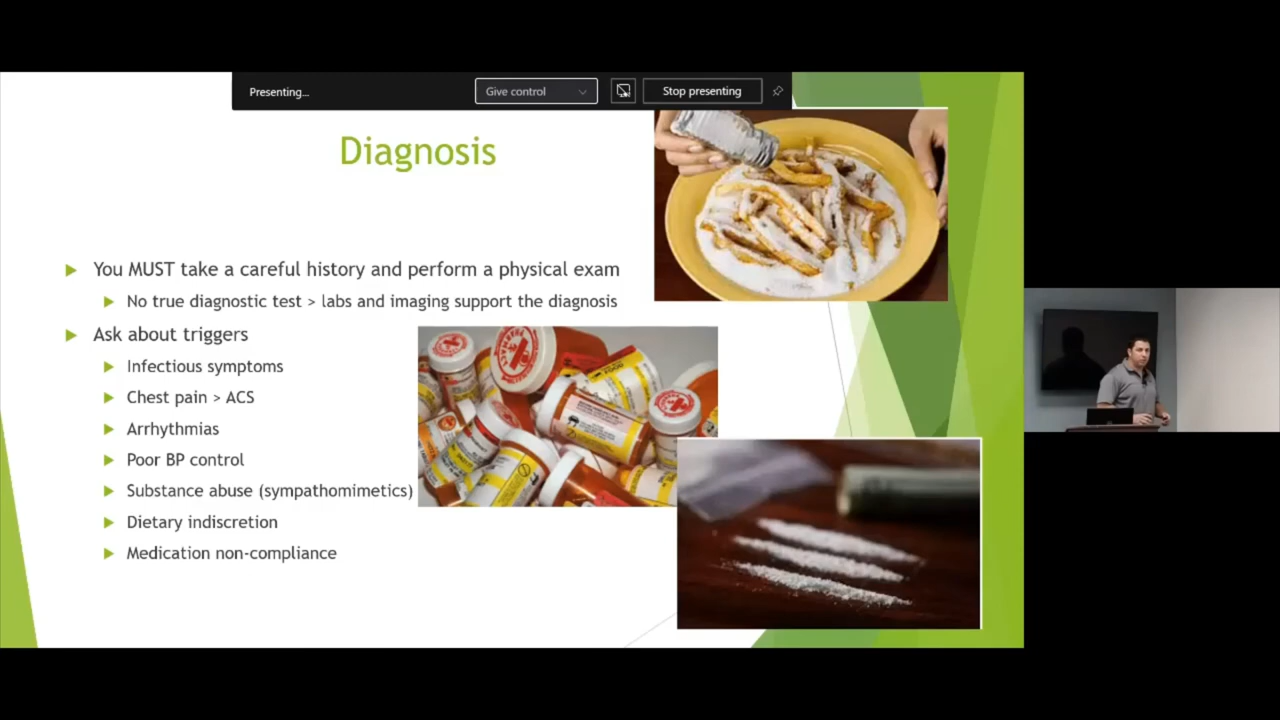 Presenting...
Give control
Stop presenting
Diagnosis
You MUST take a careful history and perform a physical exam
No true diagnostic test > labs and imaging support the diagnosis
Ask about triggers
Infectious symptoms
Chest pain > ACS
Arrhythmias
Poor BP control
Substance abuse (sympathomimetics)
Dietary indiscretion
Medication non-compliance